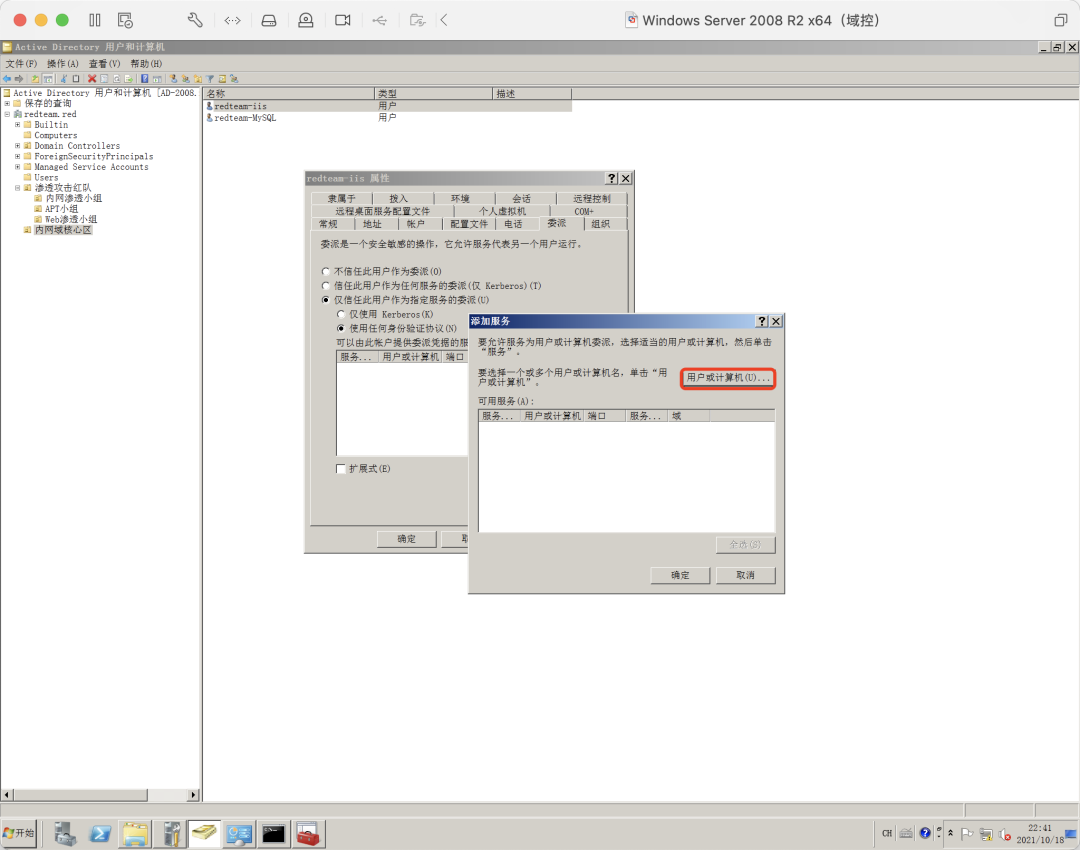 Windows Server 2008 R2 x64（域控）
Active Directory 用户和计算机
文件(F) 操作(A) 查看(V) 帮助(H)
Active Directory 用户和计算机 [AD-2008.
保存的查询
redteam.red
Builtin
Computers
Domain Controllers
ForeignSecurityPrincipals
Managed Service Accounts
Users
渗透攻击红队
内网渗透小组
APT小组
Web渗透小组
内网域核心区
名称 类型 描述
redteam-iis 用户
redteam-MySQL 用户
redteam-iis 属性
隶属于 拨入 环境 会话 远程控制
远程桌面服务配置文件 个人虚拟机 COM+
常规 地址 帐户 配置文件 电话 委派 组织
委派是一个安全敏感的操作，它允许服务代表另一个用户运行。
不信任此用户作为委派(O)
信任此用户作为任何服务的委派(仅 Kerberos)(T)
仅信任此用户作为指定服务的委派(U)
仅使用 Kerberos(K)
使用任何身份验证协议(N)
可以由此帐户提供委派凭据的服
服务... 用户或计算机 端口
扩展式(E)
确定
添加服务
要允许服务为用户或计算机委派，选择适当的用户或计算机，然后单击
“服务”。
要选择一个或多个用户或计算机名，单击“用
户或计算机”。
用户或计算机(U)...
可用服务(A):
服务... 用户或计算机 端口 服务... 域
全选(S)
确定 取消
开始
CH
22:41
2021/10/18